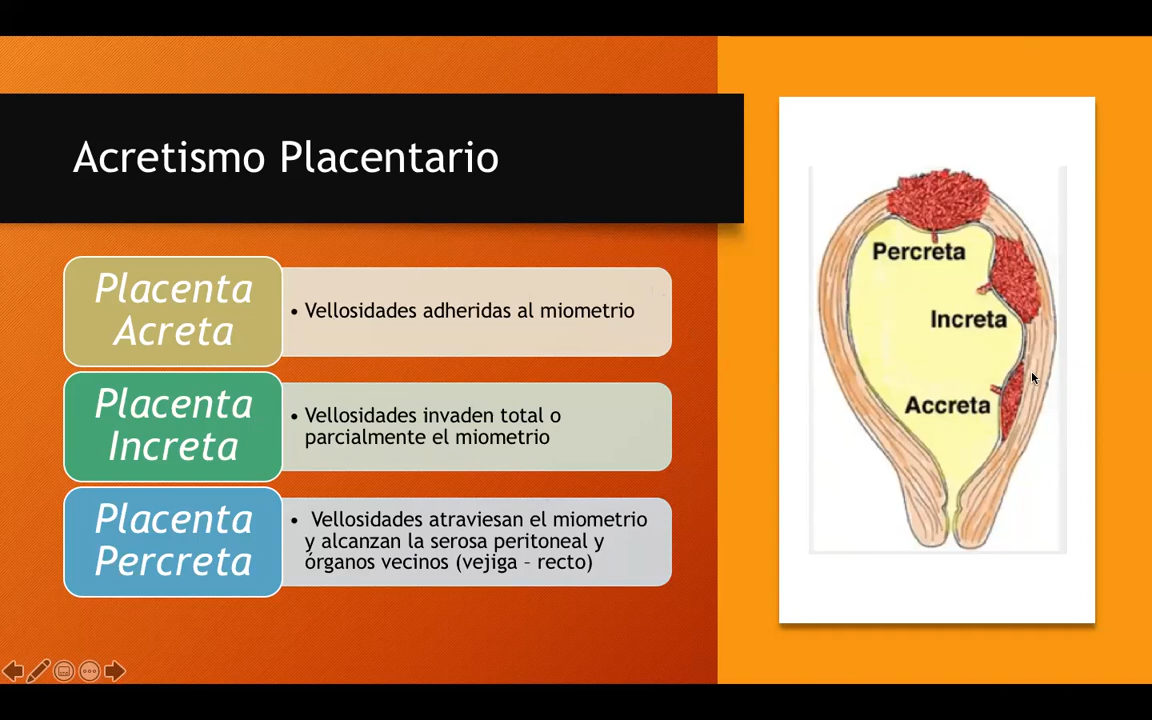 Acretismo Placentario
Placenta
Acreta
• Vellosidades adheridas al miometrio
Placenta
Increta
• Vellosidades invaden total o
parcialmente el miometrio
Placenta
Percreta
• Vellosidades atraviesan el miometrio
y alcanzan la serosa peritoneal y
órganos vecinos (vejiga – recto)
Percreta
Increta
Accreta